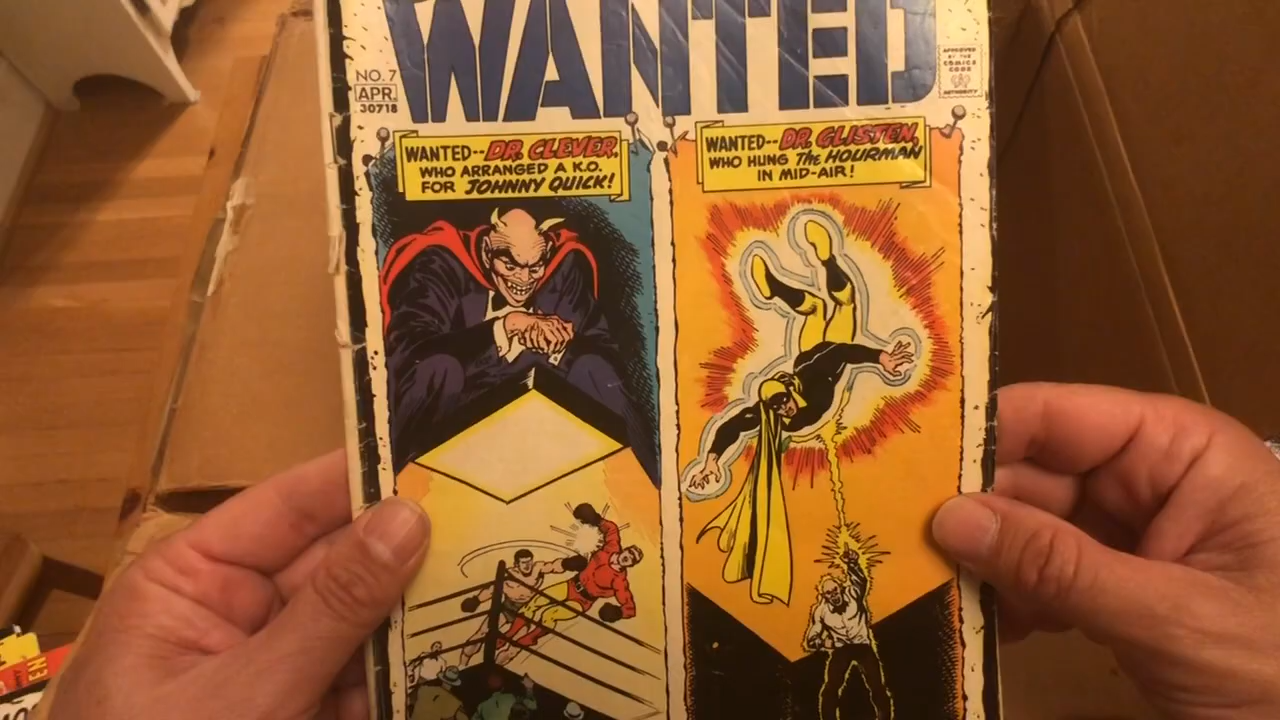 WANTED
NO. 7
APR.
30718
APPROVED
BY THE
COMICS
CODE
AUTHORITY
WANTED-- DR. CLEVER,
WHO ARRANGED A K.O.
FOR JOHNNY QUICK!
WANTED-- DR. GLISTEN,
WHO HUNG The HOURMAN
IN MID-AIR!